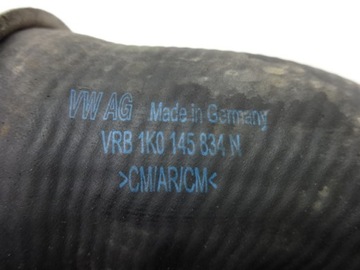 VW AG Made in Germany
VRB 1K0 145 834 N
>CM/AR/CM<